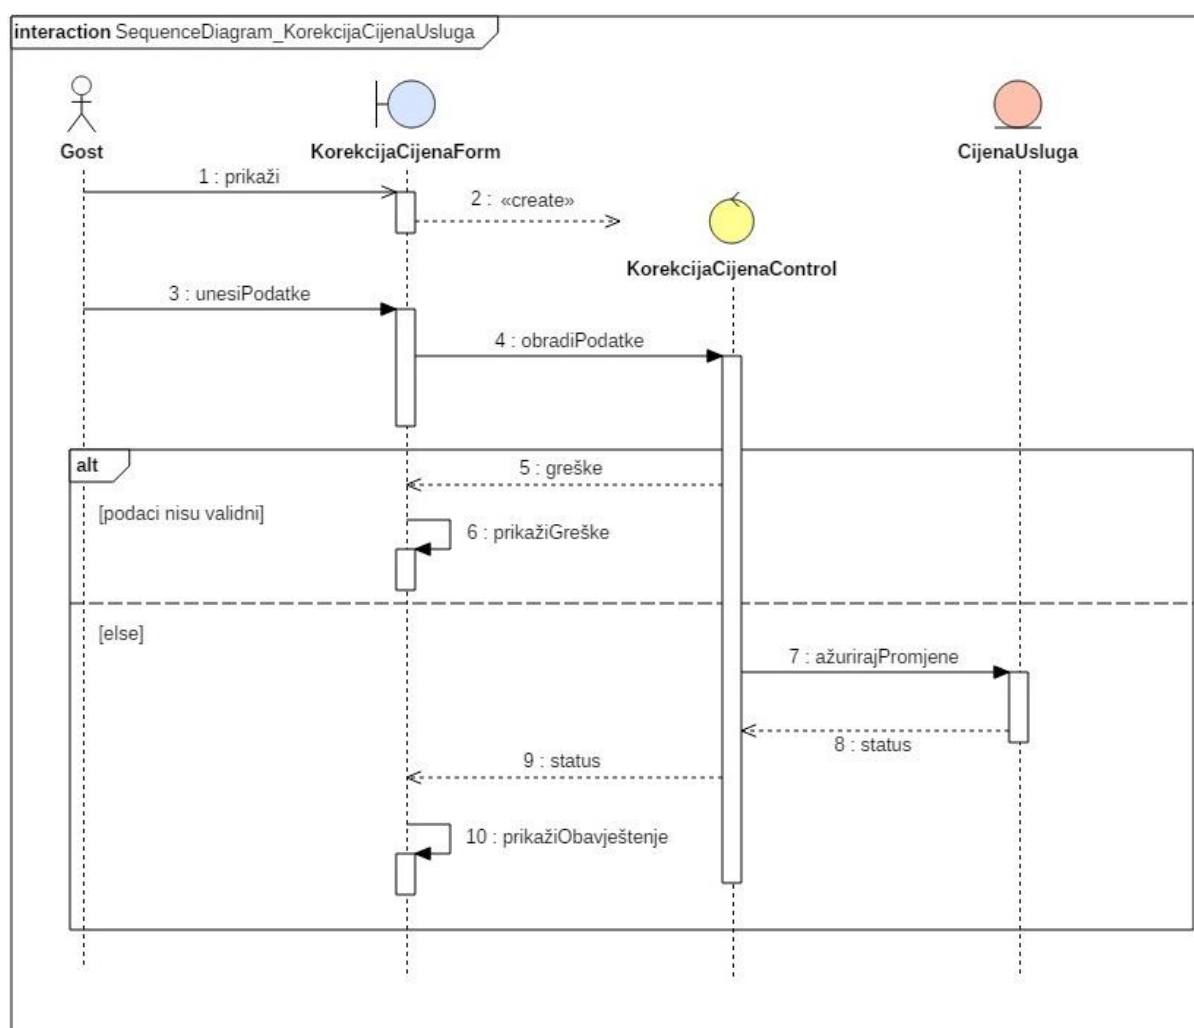 interaction SequenceDiagram_KorekcijaCijenaUsluga
Gost
KorekcijaCijenaForm
CijenaUsluga
1 : prikaži
2 : «create»
KorekcijaCijenaControl
3 : unesiPodatke
4 : obradiPodatke
alt
5 : greške
[podaci nisu validni]
6 : prikažiGreške
[else]
7 : ažurirajPromjene
8 : status
9 : status
10 : prikažiObavještenje